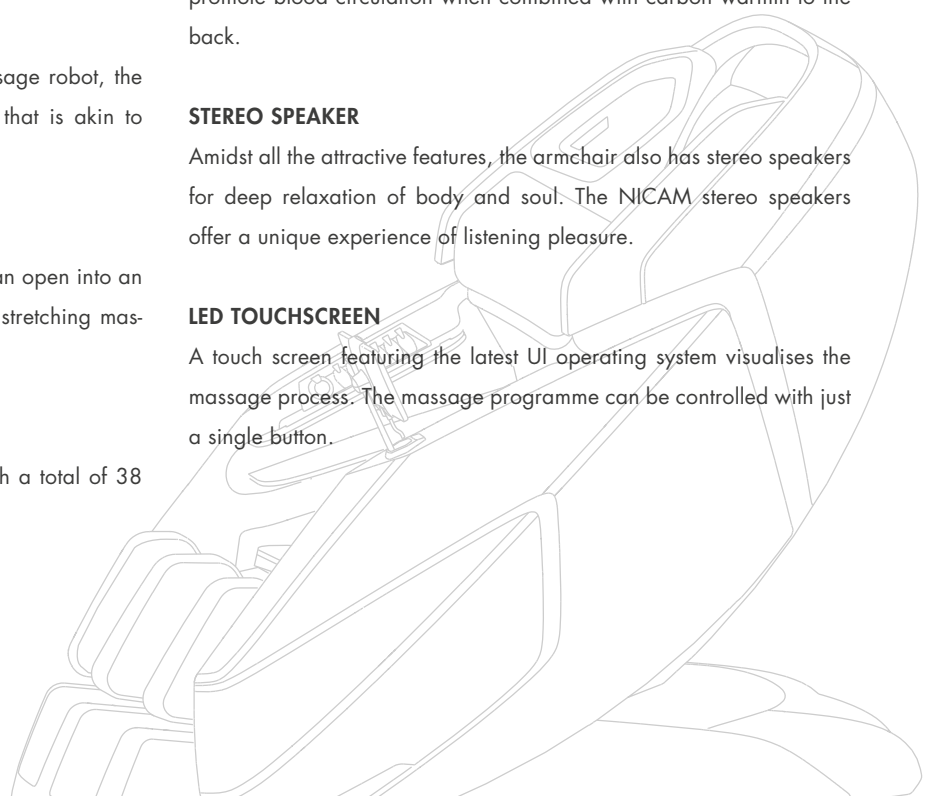 sage robot, the
that is akin to
an open into an
stretching mas-
h a total of 38
promote blood circulation when combined with carbon warmth to the
back.
STEREO SPEAKER
Amidst all the attractive features, the armchair also has stereo speakers
for deep relaxation of body and soul. The NICAM stereo speakers
offer a unique experience of listening pleasure.
LED TOUCHSCREEN
A touch screen featuring the latest UI operating system visualises the
massage process. The massage programme can be controlled with just
a single button.